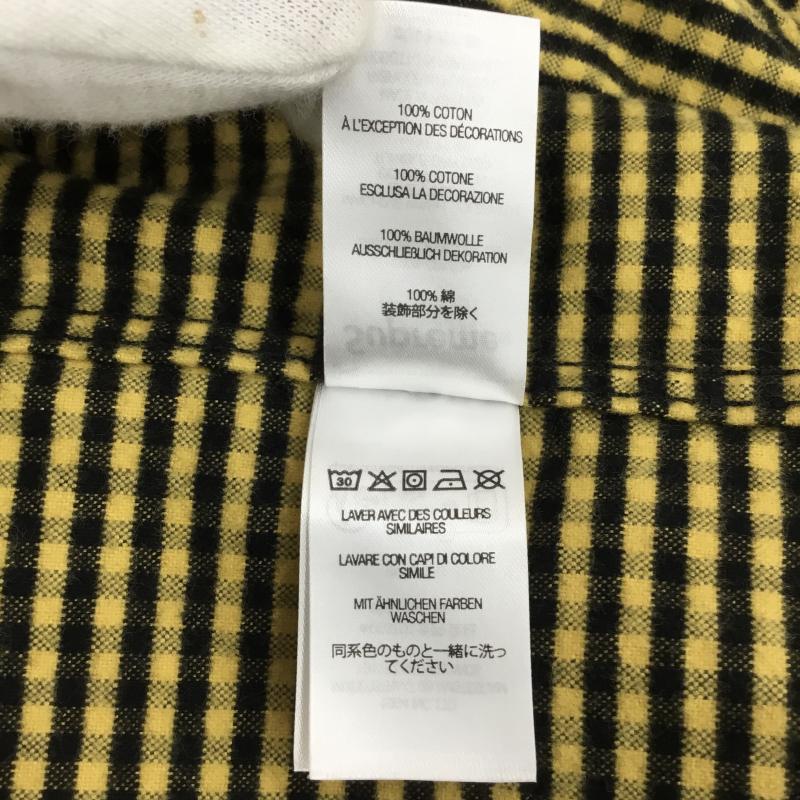 100% COTON
À L'EXCEPTION DES DÉCORATIONS
100% COTONE
ESCLUSA LA DECORAZIONE
100% BAUMWOLLE
AUSSCHLIEßLICH DEKORATION
100% 綿
装飾部分を除く
Supreme
30
LAVER AVEC DES COULEURS
SIMILAIRES
LAVARE CON CAPI DI COLORE
SIMILE
MIT ÄHNLICHEN FARBEN
WASCHEN
同系色のものと一緒に洗っ
てください